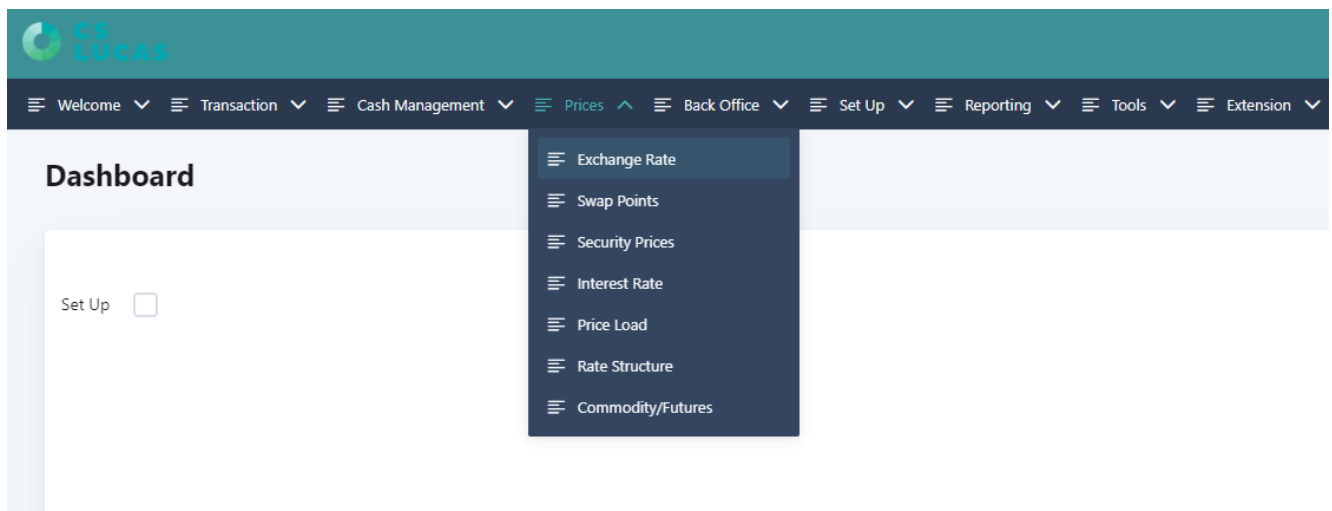 CS
LUCAS
Welcome Transaction Cash Management Prices Back Office Set Up Reporting Tools Extension
Dashboard
Exchange Rate
Swap Points
Security Prices
Interest Rate
Set Up
Price Load
Rate Structure
Commodity/Futures